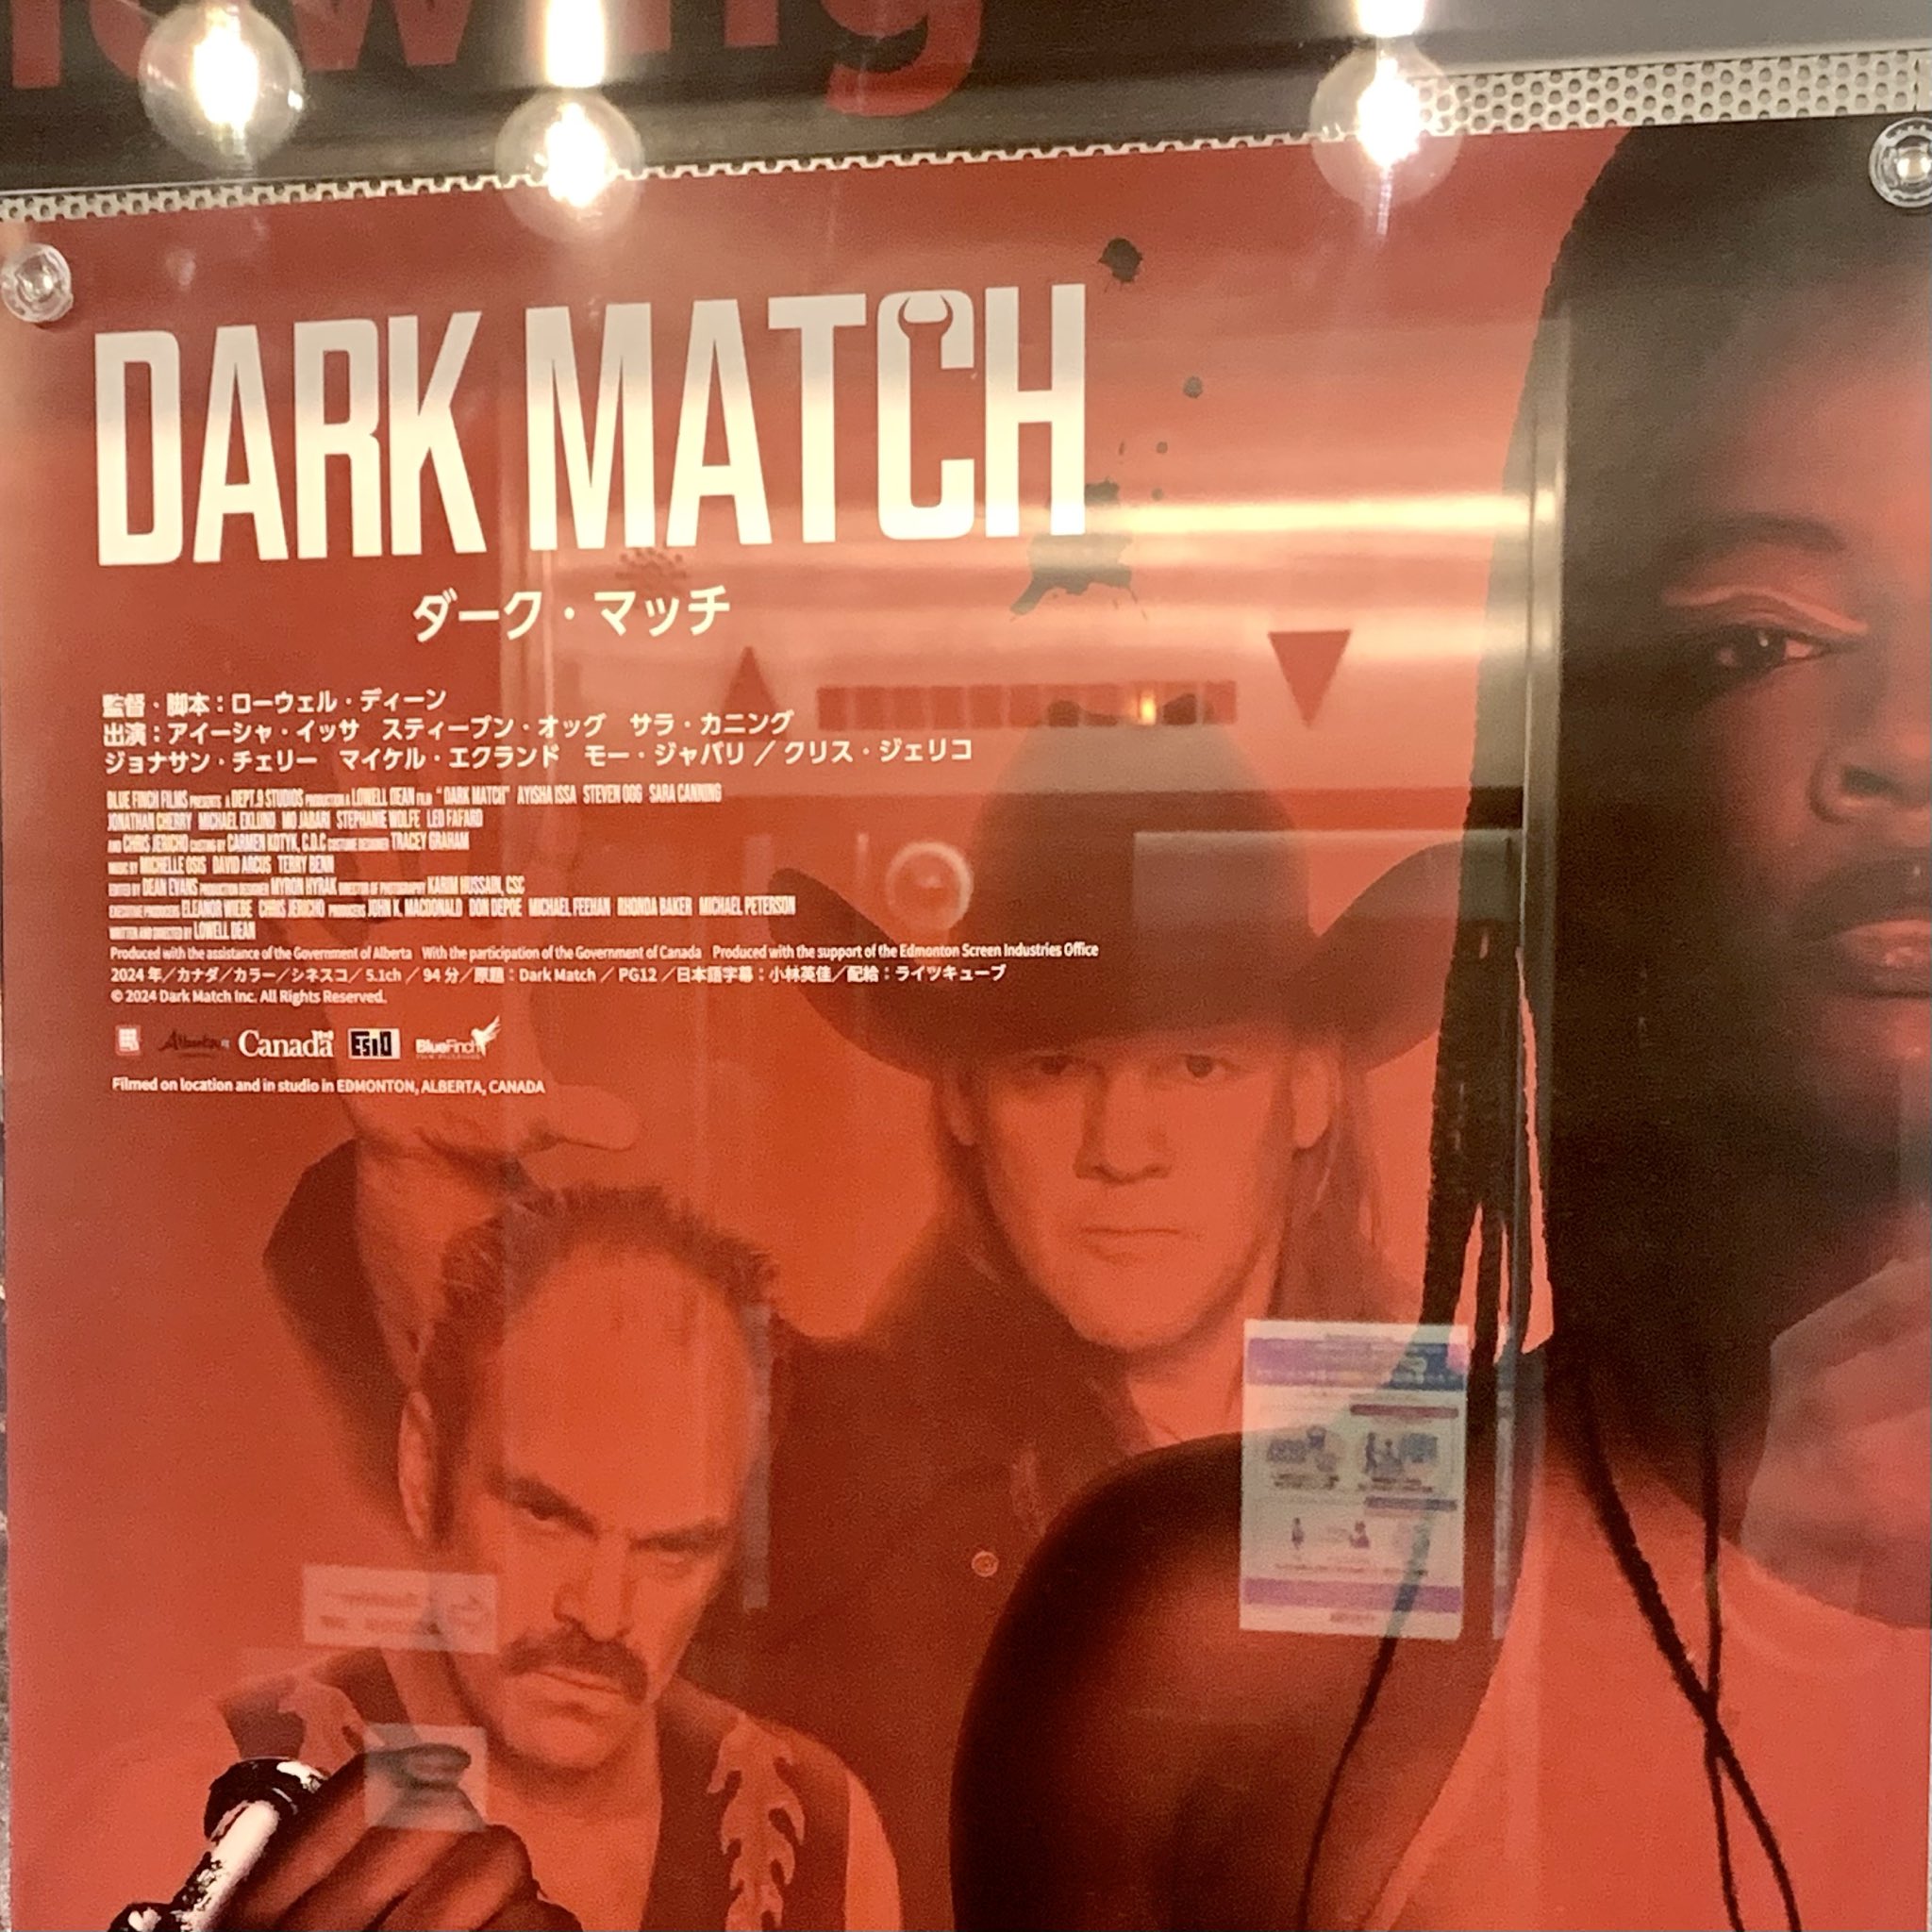 DARK MATCH
ダーク・マッチ
監督・脚本：ローウェル・ディーン
出演：アイーシャ・イッサ　スティーブン・オッグ　サラ・カニング
ジョナサン・チェリー　マイケル・エクランド　モー・ジャバリ ／ クリス・ジェリコ
BLUE FINCH FILMS PRESENTS A DEPT.9 STUDIOS PRODUCTION A LOWELL DEAN FILM "DARK MATCH" AYISHA ISSA STEVEN OGG SARA CANNING
JONATHAN CHERRY MICHAEL EKLUND MO JABARI STEPHANIE WOLFE LEO FAFARD
AND CHRIS JERICHO CASTING BY CARMEN KOTYK, C.D.C COSTUME DESIGNER TRACEY GRAHAM
MUSIC BY MICHELLE OSIS DAVID ARCUS TERRY BENN
EDITED BY DEAN EVANS PRODUCTION DESIGNER MYRON HYRAK DIRECTOR OF PHOTOGRAPHY KARIM HUSSAIN, CSC
EXECUTIVE PRODUCERS ELEANOR WIEBE CHRIS JERICHO PRODUCERS JOHN K. MACDONALD DON DEPOE MICHAEL FEEHAN RHONDA BAKER MICHAEL PETERSON
WRITTEN AND DIRECTED BY LOWELL DEAN
Produced with the assistance of the Government of Alberta With the participation of the Government of Canada Produced with the support of the Edmonton Screen Industries Office
2024 年／カナダ／カラー／シネスコ／ 5.1ch ／ 94 分／原題：Dark Match ／ PG12 ／日本語字幕：小林英佳／配給：ライツキューブ
© 2024 Dark Match Inc. All Rights Reserved.
Alberta Canada ESIO BlueFinch
Filmed on location and in studio in EDMONTON, ALBERTA, CANADA